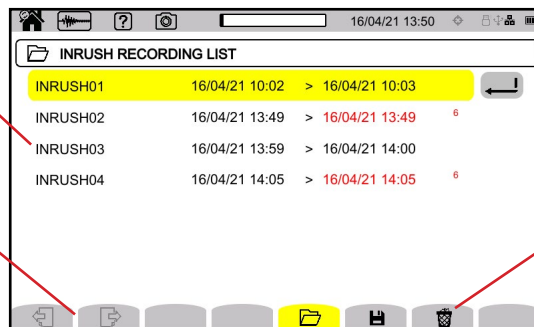 16/04/21 13:50
INRUSH RECORDING LIST
INRUSH01 16/04/21 10:02 > 16/04/21 10:03
INRUSH02 16/04/21 13:49 > 16/04/21 13:49 6
INRUSH03 16/04/21 13:59 > 16/04/21 14:00
INRUSH04 16/04/21 14:05 > 16/04/21 14:05 6